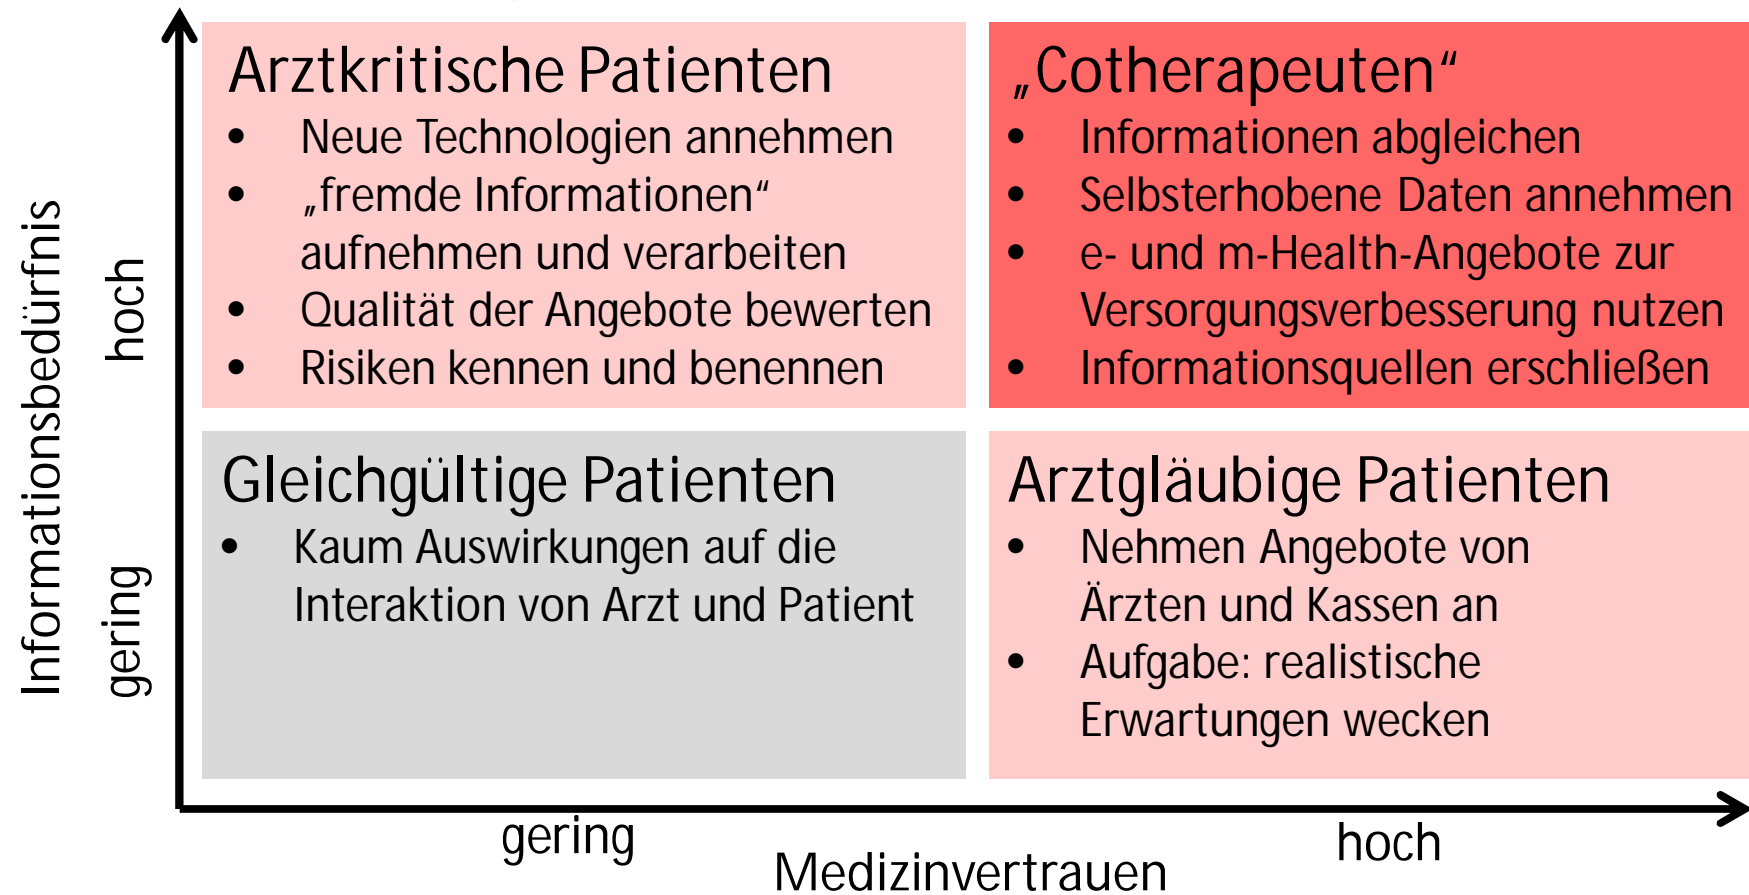 Informationsbedürfnis
hoch
gering
Arztkritische Patienten
• Neue Technologien annehmen
• „fremde Informationen“
aufnehmen und verarbeiten
• Qualität der Angebote bewerten
• Risiken kennen und benennen
„Cotherapeuten“
• Informationen abgleichen
• Selbsterhobene Daten annehmen
• e- und m-Health-Angebote zur
Versorgungsverbesserung nutzen
• Informationsquellen erschließen
Gleichgültige Patienten
• Kaum Auswirkungen auf die
Interaktion von Arzt und Patient
Arztgläubige Patienten
• Nehmen Angebote von
Ärzten und Kassen an
• Aufgabe: realistische
Erwartungen wecken
gering
hoch
Medizinvertrauen